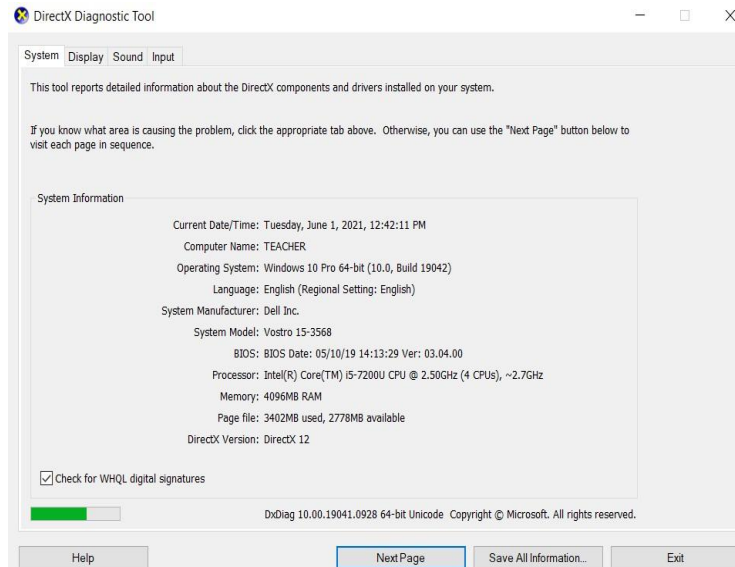 DirectX Diagnostic Tool
System Display Sound Input
This tool reports detailed information about the DirectX components and drivers installed on your system.
If you know what area is causing the problem, click the appropriate tab above. Otherwise, you can use the "Next Page" button below to
visit each page in sequence.
System Information
Current Date/Time: Tuesday, June 1, 2021, 12:42:11 PM
Computer Name: TEACHER
Operating System: Windows 10 Pro 64-bit (10.0, Build 19042)
Language: English (Regional Setting: English)
System Manufacturer: Dell Inc.
System Model: Vostro 15-3568
BIOS: BIOS Date: 05/10/19 14:13:29 Ver: 03.04.00
Processor: Intel(R) Core(TM) i5-7200U CPU @ 2.50GHz (4 CPUs), ~2.7GHz
Memory: 4096MB RAM
Page file: 3402MB used, 2778MB available
DirectX Version: DirectX 12
Check for WHQL digital signatures
DxDiag 10.00.19041.0928 64-bit Unicode Copyright © Microsoft. All rights reserved.
Help Next Page Save All Information... Exit